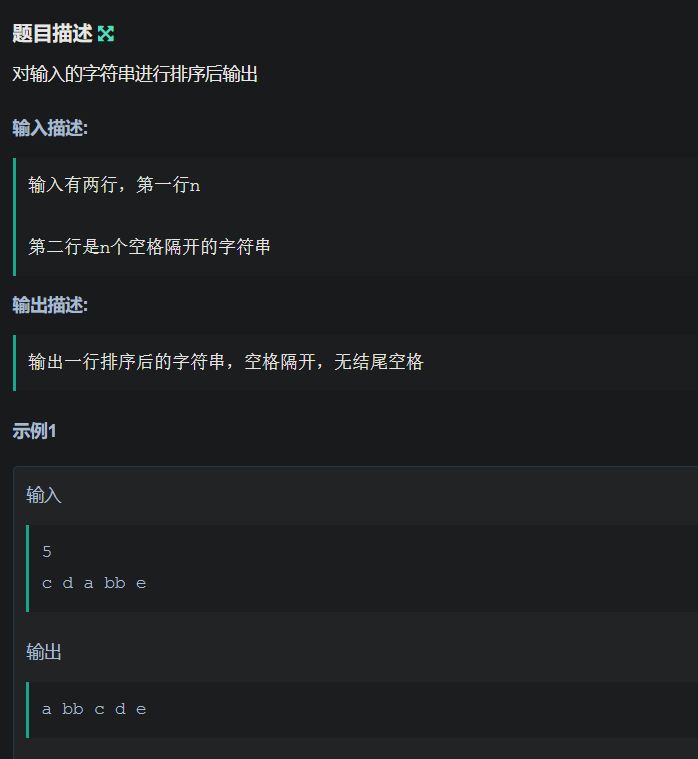 题目描述
对输入的字符串进行排序后输出
输入描述:
输入有两行，第一行n
第二行是n个空格隔开的字符串
输出描述:
输出一行排序后的字符串，空格隔开，无结尾空格
示例1
输入
5
c d a bb e
输出
a bb c d e